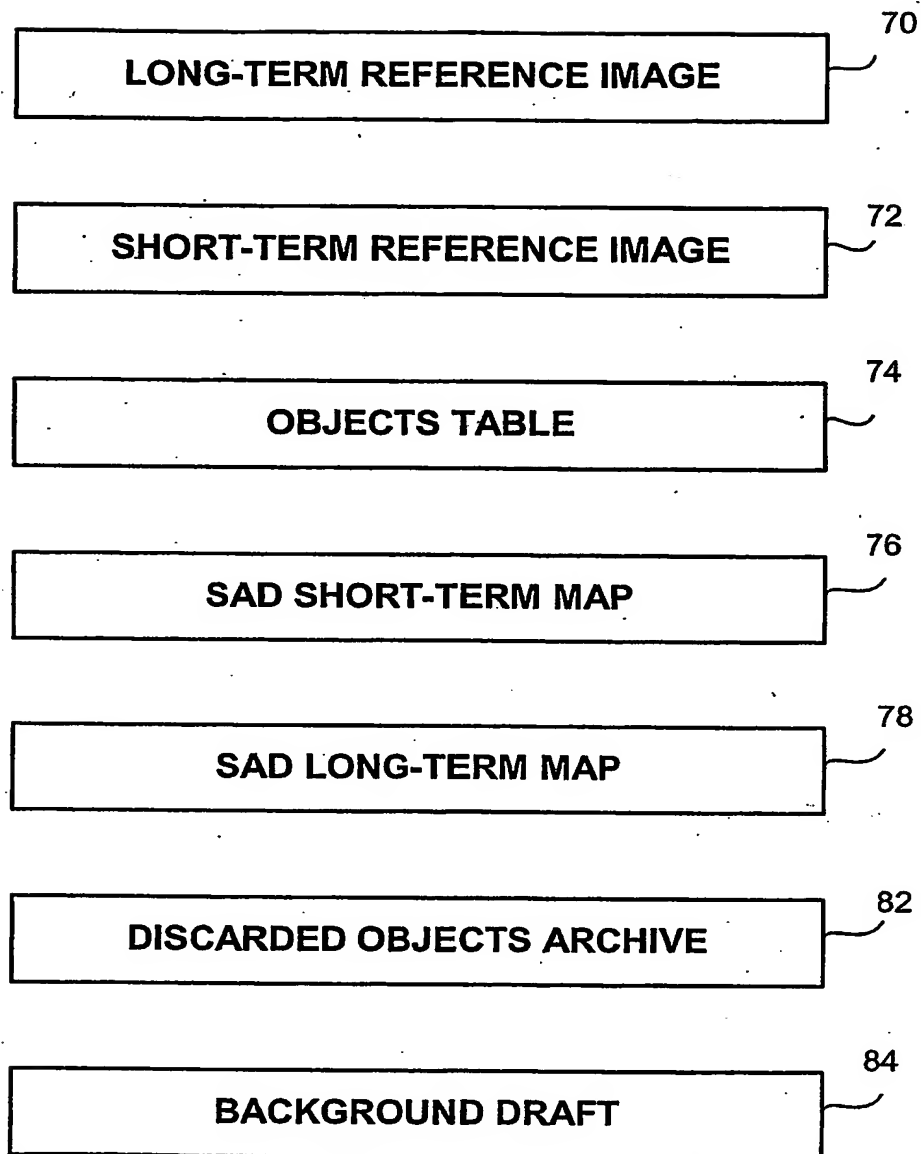 70
LONG-TERM REFERENCE IMAGE
72
SHORT-TERM REFERENCE IMAGE
74
OBJECTS TABLE
76
SAD SHORT-TERM MAP
78
SAD LONG-TERM MAP
82
DISCARDED OBJECTS ARCHIVE
84
BACKGROUND DRAFT